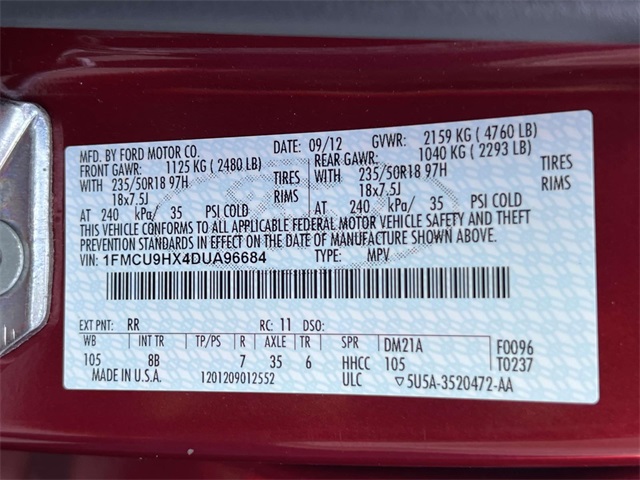 MFD. BY FORD MOTOR CO. DATE: 09/12 GVWR: 2159 KG ( 4760 LB)
FRONT GAWR: 1125 KG ( 2480 LB) REAR GAWR: 1040 KG ( 2293 LB)
WITH 235/50R18 97H TIRES WITH 235/50R18 97H TIRES
18x7.5J RIMS 18x7.5J RIMS
AT 240 kPa/ 35 PSI COLD AT 240 kPa/ 35 PSI COLD
THIS VEHICLE CONFORMS TO ALL APPLICABLE FEDERAL MOTOR VEHICLE SAFETY AND THEFT
PREVENTION STANDARDS IN EFFECT ON THE DATE OF MANUFACTURE SHOWN ABOVE.
VIN: 1FMCU9HX4DUA96684 TYPE: MPV
EXT PNT: RR RC: 11 DSO:
WB INT TR TP/PS R AXLE TR SPR DM21A F0096
105 8B 7 35 6 HHCC 105 T0237
MADE IN U.S.A. 1201209012552 ULC ▽5U5A-3520472-AA